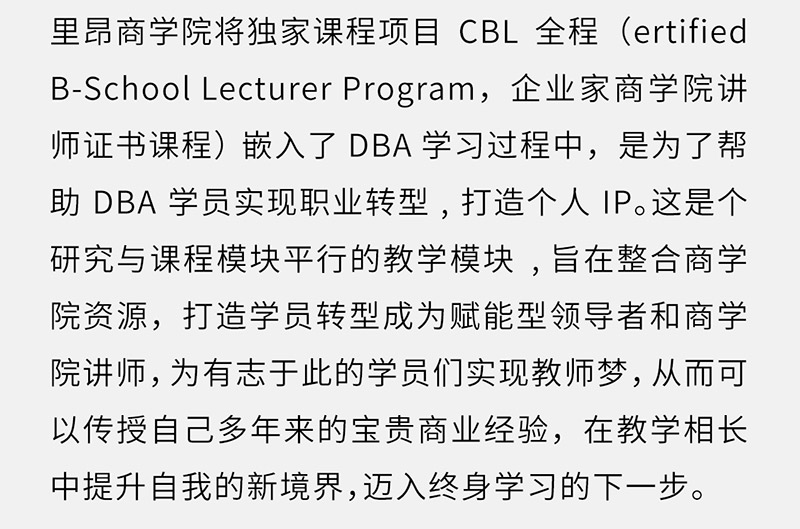 里昂商学院将独家课程项目 CBL 全程（ertified
B-School Lecturer Program，企业家商学院讲
师证书课程）嵌入了 DBA 学习过程中，是为了帮
助 DBA 学员实现职业转型 , 打造个人 IP。这是个
研究与课程模块平行的教学模块 , 旨在整合商学
院资源，打造学员转型成为赋能型领导者和商学
院讲师，为有志于此的学员们实现教师梦，从而可
以传授自己多年来的宝贵商业经验，在教学相长
中提升自我的新境界，迈入终身学习的下一步。